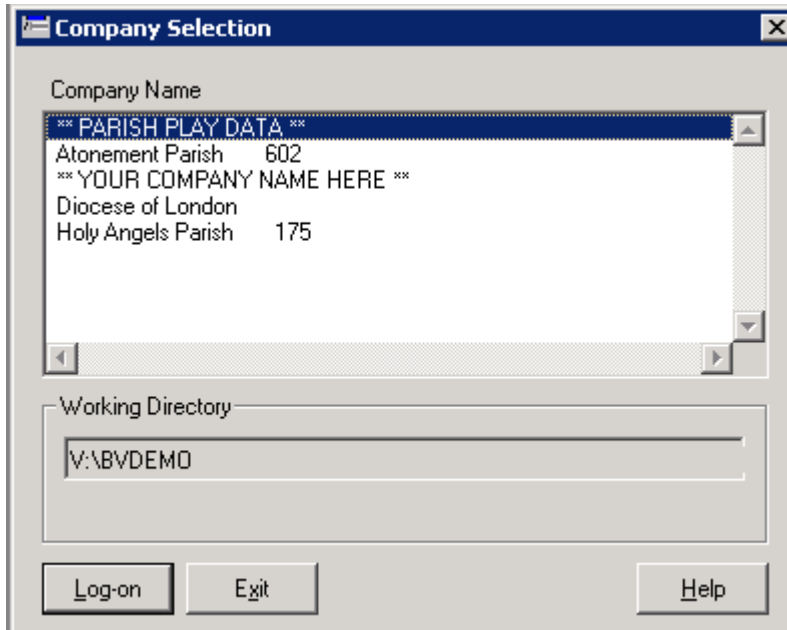 Company Selection
Company Name
** PARISH PLAY DATA **
Atonement Parish 602
** YOUR COMPANY NAME HERE **
Diocese of London
Holy Angels Parish 175
Working Directory
V:\BVDEMO
Log-on Exit Help